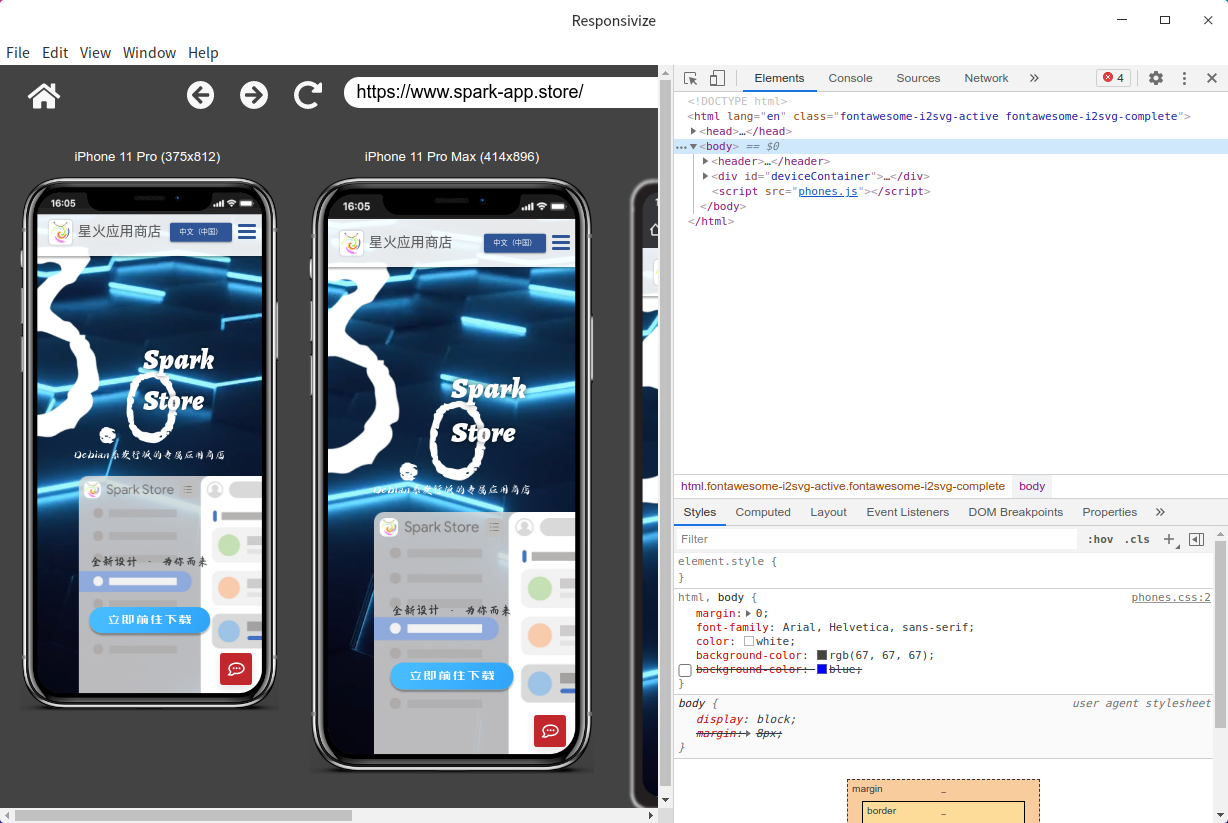 Responsivize
File Edit View Window Help
https://www.spark-app.store/
iPhone 11 Pro (375x812)
iPhone 11 Pro Max (414x896)
16:05
星火应用商店
中文（中国）
3.0
Spark
Store
Debian系发行版的专属应用商店
Spark Store
全新设计 · 为你而来
立即前往下载
16:05
星火应用商店
中文（中国）
3.0
Spark
Store
Debian系发行版的专属应用商店
Spark Store
全新设计 · 为你而来
立即前往下载
Elements Console Sources Network » 4
<!DOCTYPE html>
<html lang="en" class="fontawesome-i2svg-active fontawesome-i2svg-complete">
<head>…</head>
<body> == $0
<header>…</header>
<div id="deviceContainer">…</div>
<script src="phones.js"></script>
</body>
</html>
html.fontawesome-i2svg-active.fontawesome-i2svg-complete body
Styles Computed Layout Event Listeners DOM Breakpoints Properties »
Filter :hov .cls
element.style {
}
html, body { phones.css:2
margin: 0;
font-family: Arial, Helvetica, sans-serif;
color: white;
background-color: rgb(67, 67, 67);
background-color: blue;
}
body { user agent stylesheet
display: block;
margin: 8px;
}
margin –
border –